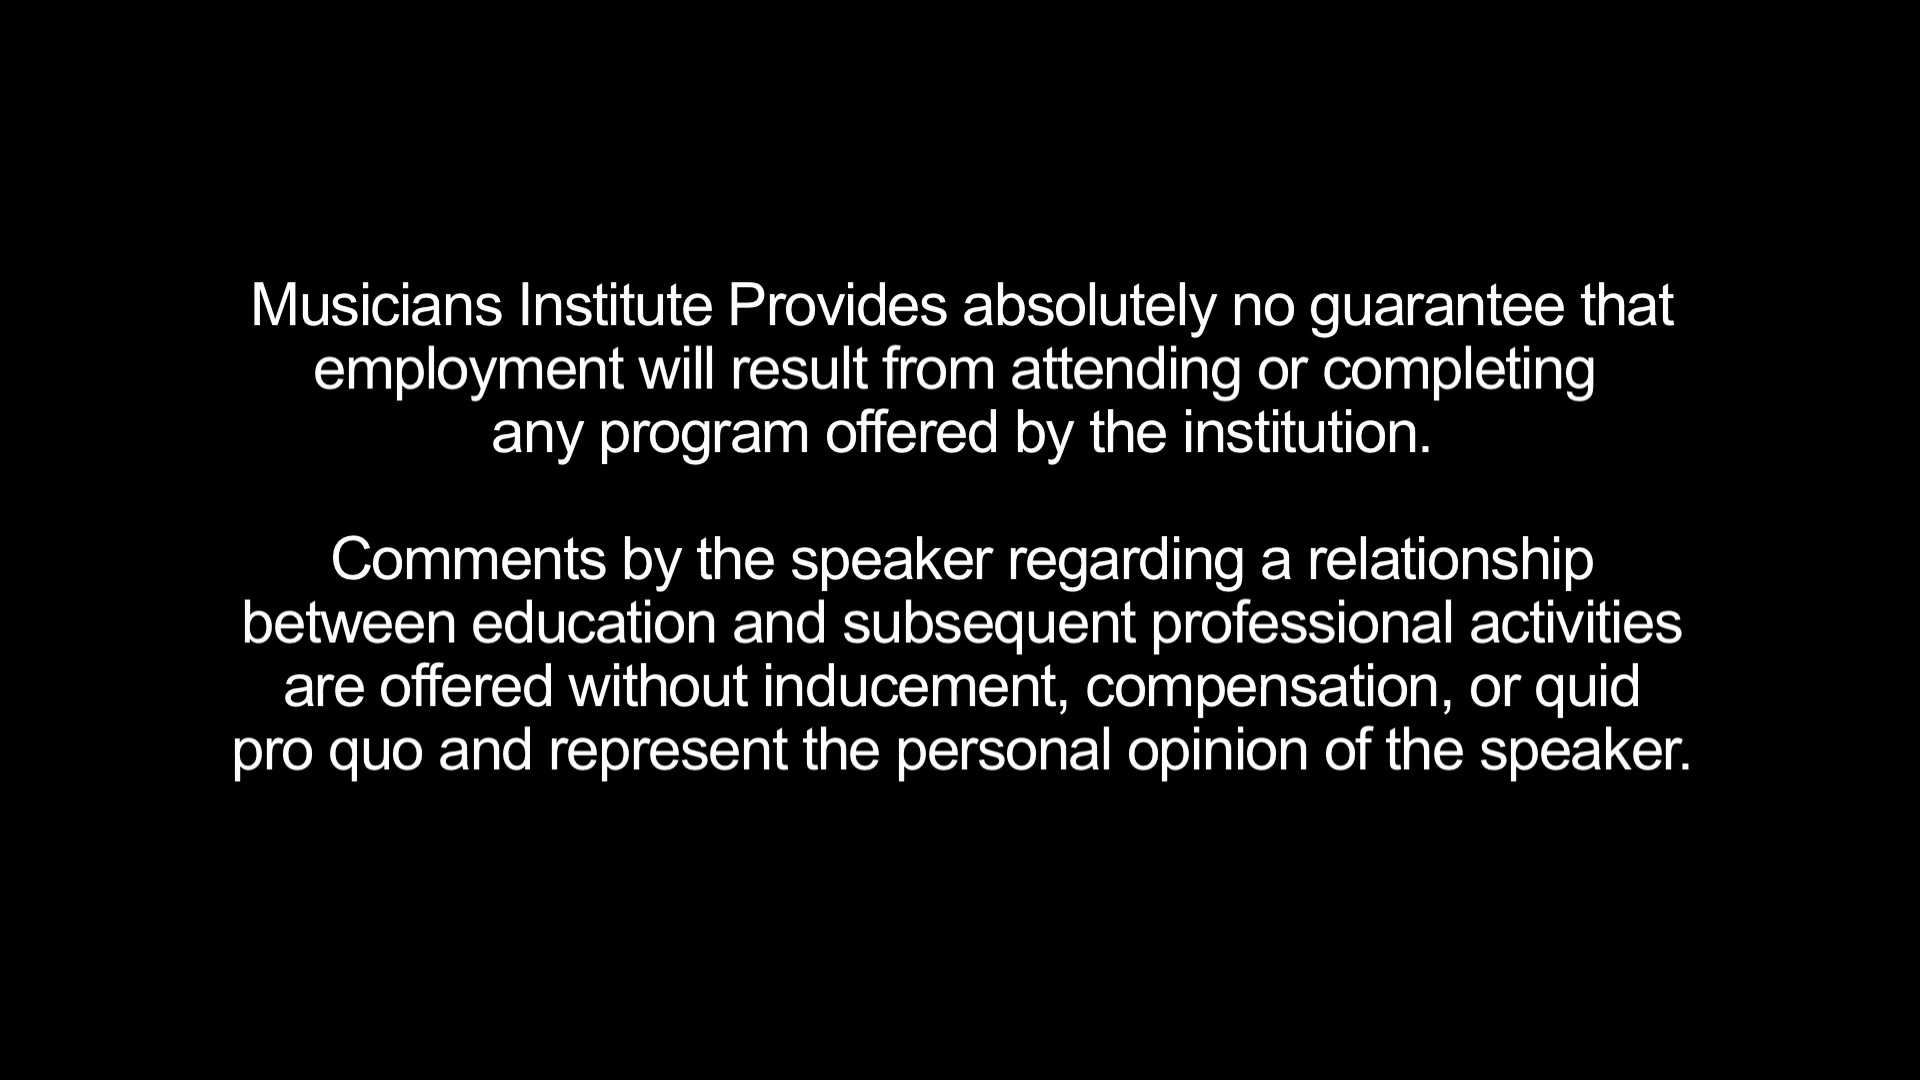 Musicians Institute Provides absolutely no guarantee that
employment will result from attending or completing
any program offered by the institution.
Comments by the speaker regarding a relationship
between education and subsequent professional activities
are offered without inducement, compensation, or quid
pro quo and represent the personal opinion of the speaker.